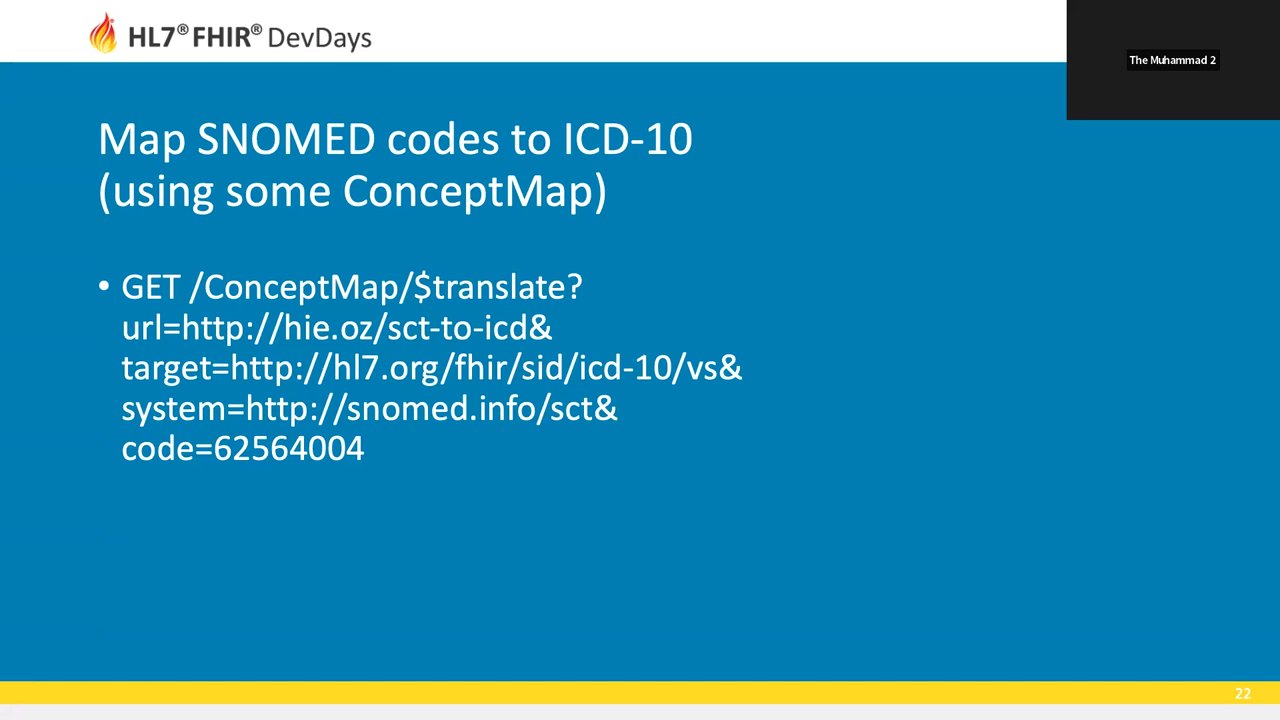 HL7® FHIR® DevDays
The Muhammad 2
Map SNOMED codes to ICD-10
(using some ConceptMap)
• GET /ConceptMap/$translate?
url=http://hie.oz/sct-to-icd&
target=http://hl7.org/fhir/sid/icd-10/vs&
system=http://snomed.info/sct&
code=62564004
22